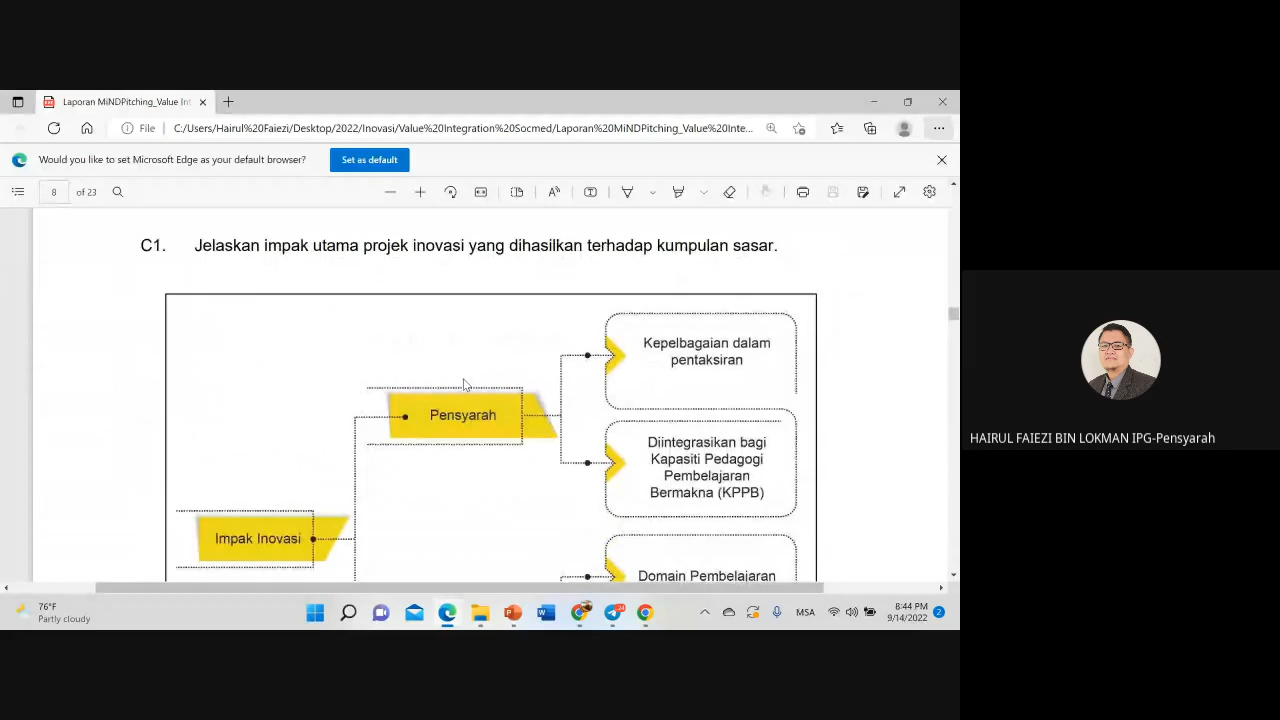 Laporan MiNDPitching_Value Int
File
C:/Users/Hairul%20Faiezi/Desktop/2022/Inovasi/Value%20Integration%20Socmed/Laporan%20MiNDPitching_Value%20Inte...
Would you like to set Microsoft Edge as your default browser?
Set as default
8 of 23
C1. Jelaskan impak utama projek inovasi yang dihasilkan terhadap kumpulan sasar.
Kepelbagaian dalam
pentaksiran
Pensyarah
Diintegrasikan bagi
Kapasiti Pedagogi
Pembelajaran
Bermakna (KPPB)
Impak Inovasi
Domain Pembelajaran
HAIRUL FAIEZI BIN LOKMAN IPG-Pensyarah
76°F
Partly cloudy
24
MSA
8:44 PM
9/14/2022
2